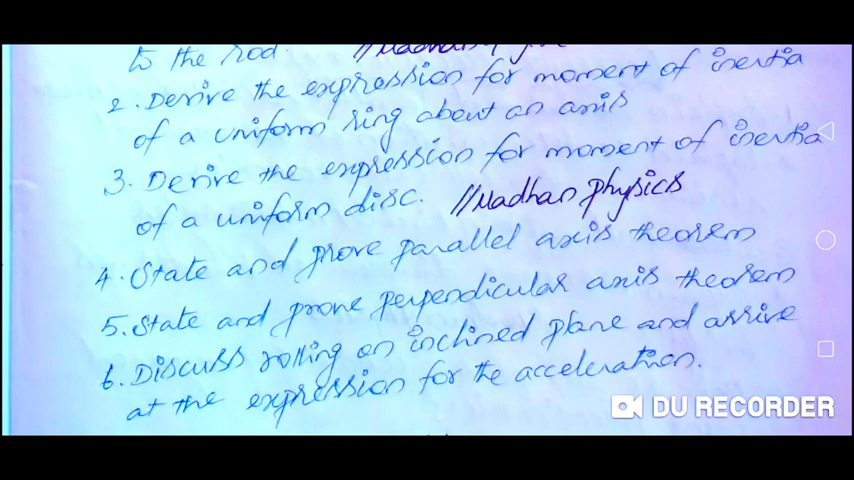 to the rod.
2. Derive the expression for moment of inertia
of a uniform ring about an axis
3. Derive the expression for moment of inertia
of a uniform disc. //Madhan physics
4. State and prove parallel axis theorem
5. State and prove perpendicular axis theorem
6. Discuss rolling on inclined plane and arrive
at the expression for the acceleration.
DU RECORDER